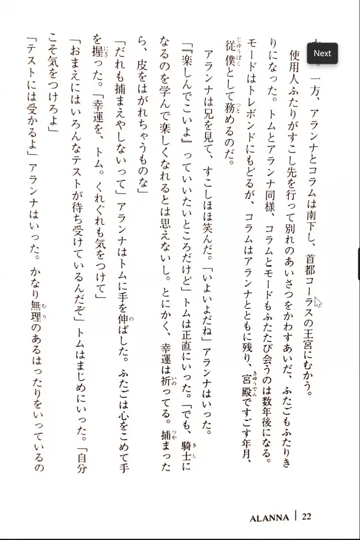 一方、アランナとコラムは南下し、首都コーラスの王宮にむかう。
使用人ふたりがすこし先を行って別れのあいさつをかわすあいだ、ふたごもふたりき
りになった。トムとアランナ同様、コラムとモードもふたたび会うのは数年後になる。
モードはトレボンドにもどるが、コラムはアランナとともに残り、宮殿ですごす年月、
従僕として務めるのだ。
アランナは兄を見て、すこしほほ笑んだ。「いよいよだね」アランナはいった。
「『楽しんでこいよ』っていいたいところだけど」トムは正直にいった。「でも、騎士に
なるのを学んで楽しくなれるとは思えないし。とにかく、幸運は祈ってる。捕まった
ら、皮をはがれちゃうものな」
「だれも捕まえやしないって」アランナはトムに手を伸ばした。ふたごは心をこめて手
を握った。「幸運を、トム。くれぐれも気をつけて」
「おまえにはいろんなテストが待ち受けているんだぞ」トムはまじめにいった。「自分
こそ気をつけろよ」
「テストには受かるよ」アランナはいった。かなり無理のあるはったりをいっているの
ALANNA | 22
Next